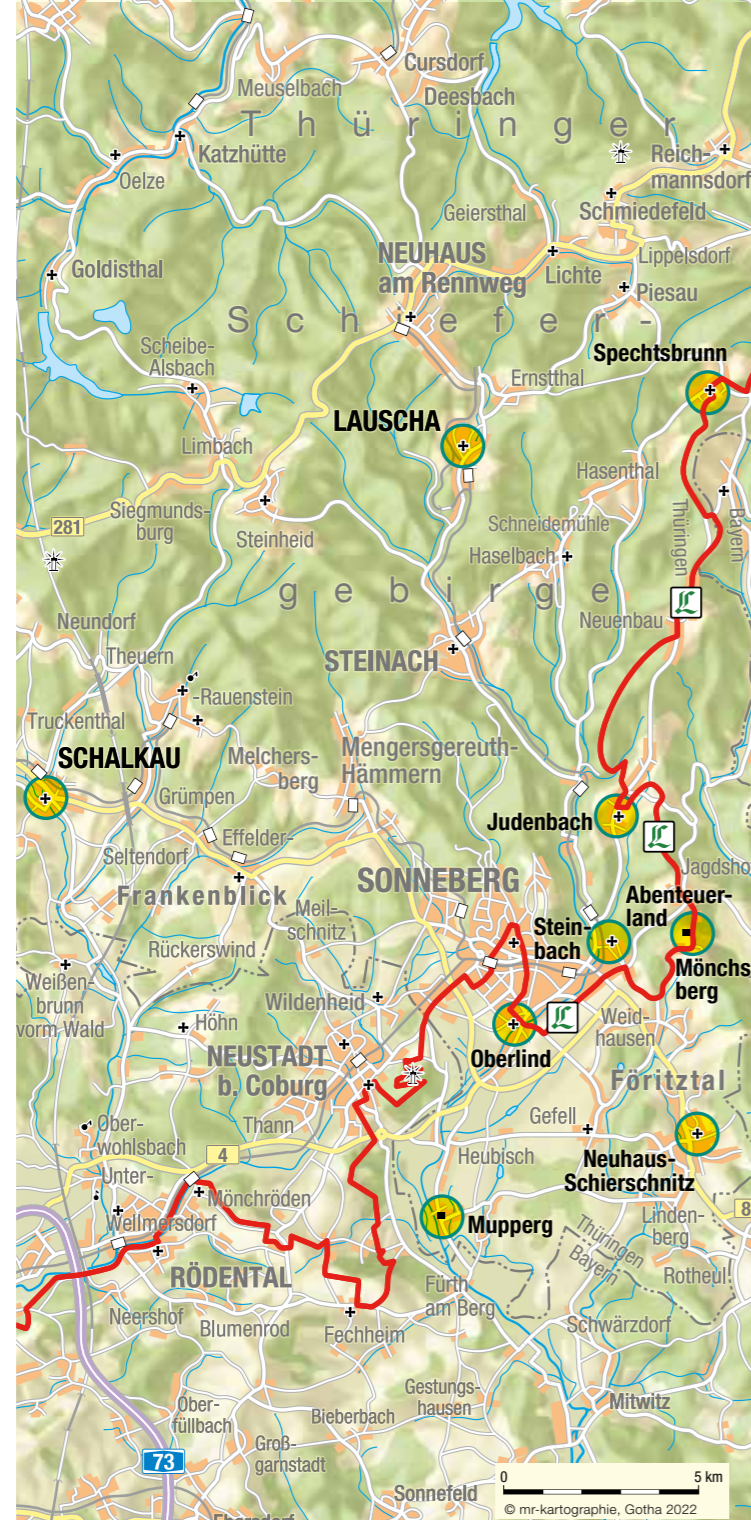 Cursdorf
Meuselbach
Deesbach
Thüringer
Katzhütte
Reich-
mannsdorf
Oelze
Geiersthal
Schmiedefeld
NEUHAUS
am Rennweg
Lichte
Lippelsdorf
Goldisthal
Piesau
Schiefer-
Scheibe-
Alsbach
Spechtsbrunn
Ernstthal
LAUSCHA
Limbach
Hasenthal
Siegmunds-
burg
281
Steinheid
Schneidemühle
Haselbach
Thüringen
Bayern
gebirge
L
Neundorf
Neuenbau
Theuern
STEINACH
-Rauenstein
Truckenthal
SCHALKAU
Melchers-
berg
Mengersgereuth-
Hämmern
Grümpen
Judenbach
Effelder-
L
Seltendorf
Jagdsho
Frankenblick
SONNEBERG
Abenteuer-
land
Meil-
schnitz
Stein-
bach
Rückerswind
Mönchs
berg
Weißen-
brunn
vorm Wald
Wildenheid
Höhn
L
Weid-
hausen
NEUSTADT
b. Coburg
Oberlind
Föritztal
Thann
Gefell
Ober-
wohlsbach
4
Heubisch
Neuhaus-
Schierschnitz
Unter-
Mönchröden
Wellmersdorf
Mupperg
Linden-
berg
8
Thüringen
Bayern
RÖDENTAL
Rotheul
Fürth
am Berg
Neershof
Blumenrod
Fechheim
Schwärzdorf
Gestungs-
hausen
Mitwitz
Ober-
füllbach
Bieberbach
Groß-
garnstadt
73
Sonnefeld
0 5 km
© mr-kartographie, Gotha 2022